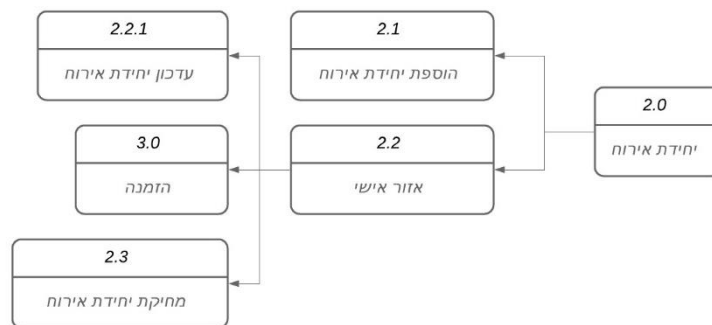 2.0
יחידת אירוח
2.1
הוספת יחידת אירוח
2.2
אזור אישי
2.2.1
עדכון יחידת אירוח
3.0
הזמנה
2.3
מחיקת יחידת אירוח